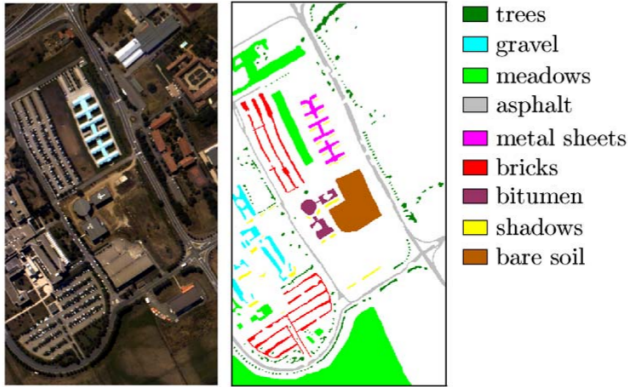 trees
gravel
meadows
asphalt
metal sheets
bricks
bitumen
shadows
bare soil